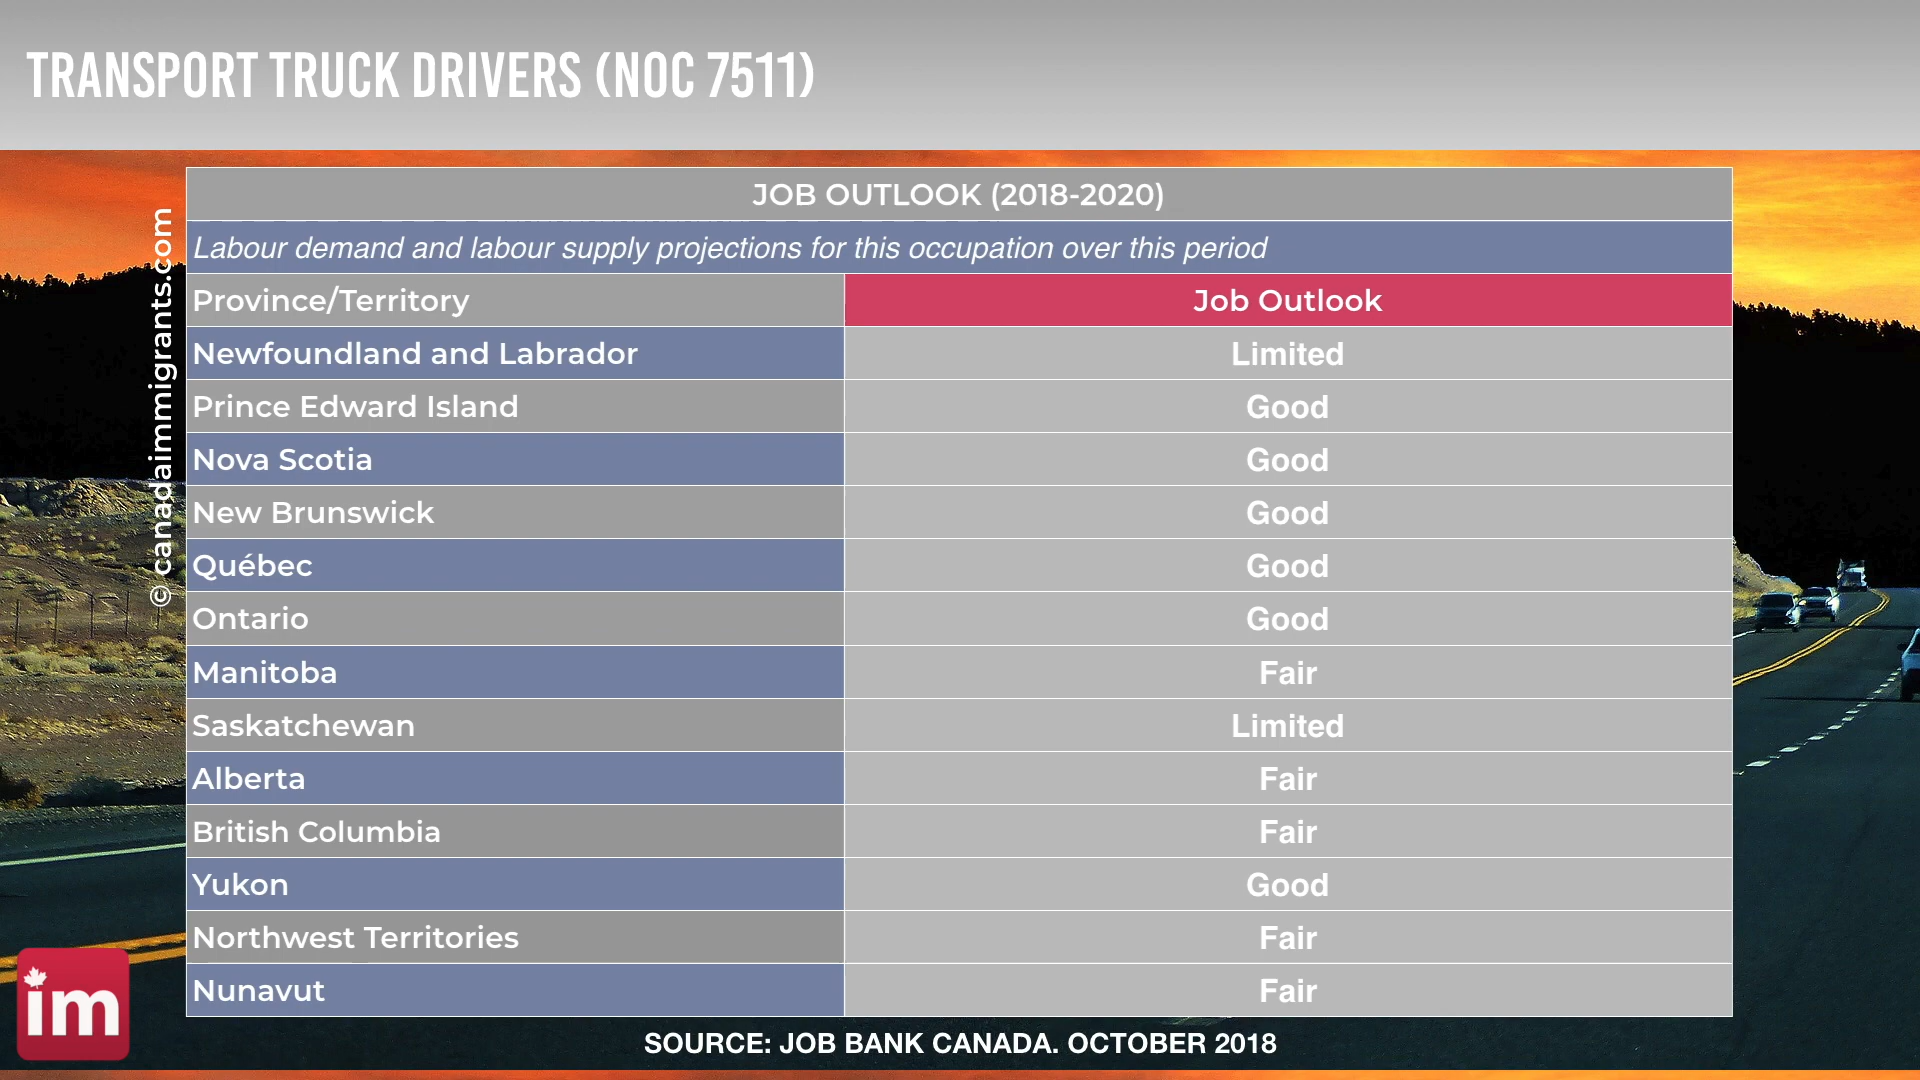 TRANSPORT TRUCK DRIVERS (NOC 7511)
JOB OUTLOOK (2018-2020)
Labour demand and labour supply projections for this occupation over this period
Province/Territory Job Outlook
Newfoundland and Labrador Limited
Prince Edward Island Good
Nova Scotia Good
New Brunswick Good
Québec Good
Ontario Good
Manitoba Fair
Saskatchewan Limited
Alberta Fair
British Columbia Fair
Yukon Good
Northwest Territories Fair
Nunavut Fair
© canadaimmigrants.com
im
SOURCE: JOB BANK CANADA. OCTOBER 2018